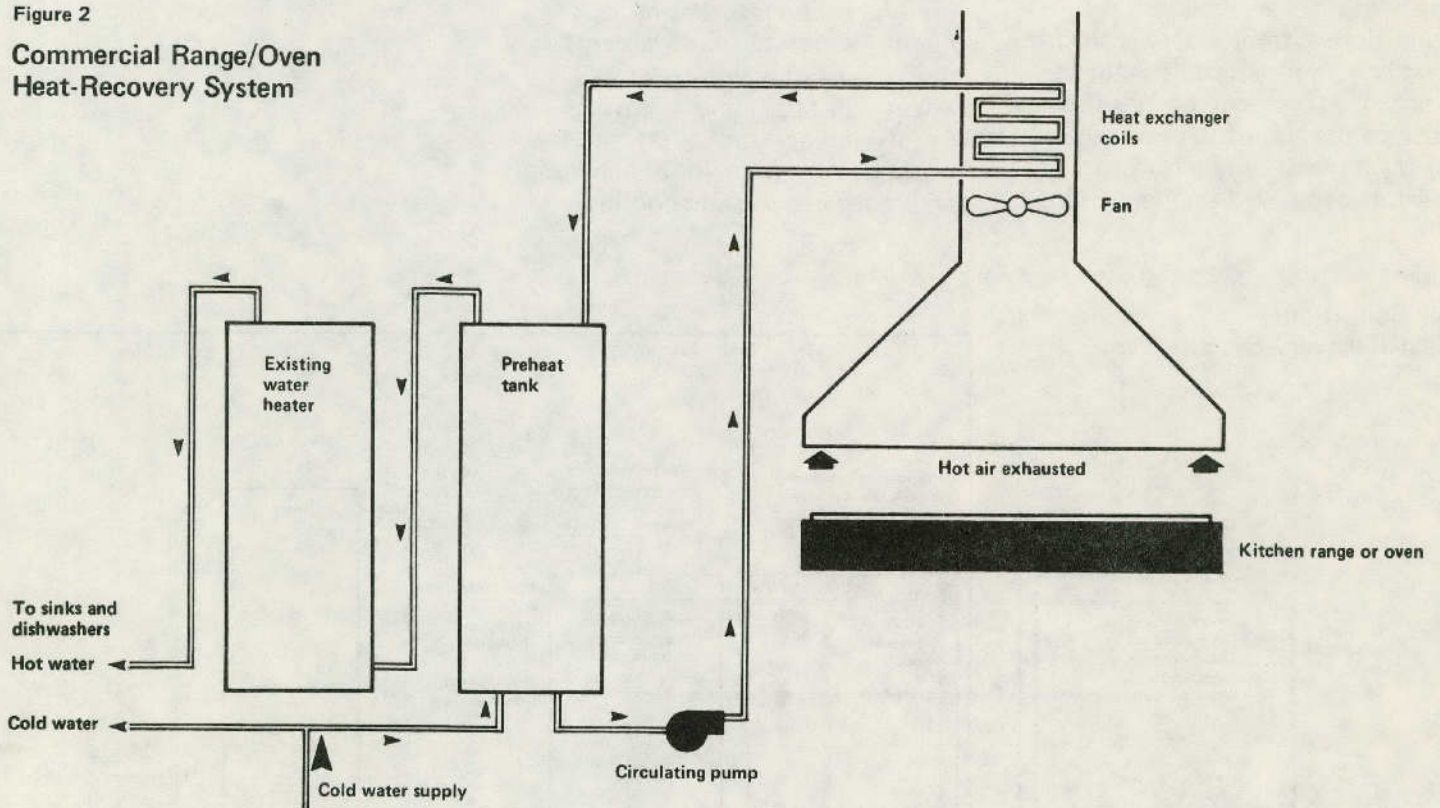 Figure 2
Commercial Range/Oven
Heat-Recovery System
Heat exchanger
coils
Fan
Existing
water
heater
Preheat
tank
Hot air exhausted
Kitchen range or oven
To sinks and
dishwashers
Hot water
Cold water
Circulating pump
Cold water supply